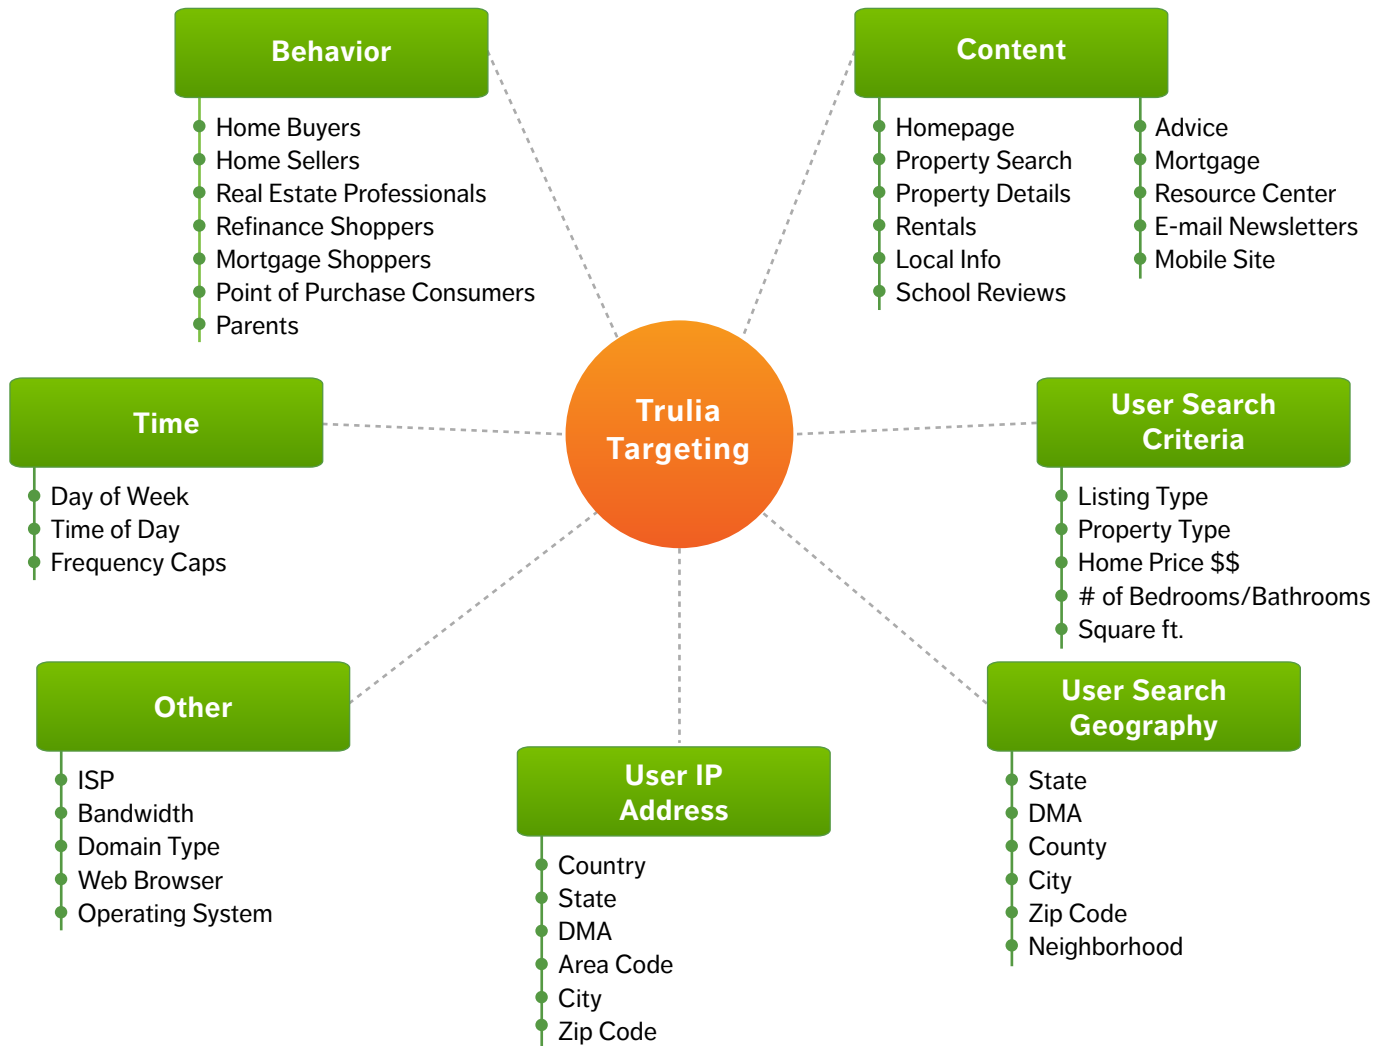 Behavior
Home Buyers
Home Sellers
Real Estate Professionals
Refinance Shoppers
Mortgage Shoppers
Point of Purchase Consumers
Parents
Content
Homepage
Property Search
Property Details
Rentals
Local Info
School Reviews
Advice
Mortgage
Resource Center
E-mail Newsletters
Mobile Site
Time
Day of Week
Time of Day
Frequency Caps
Trulia
Targeting
User Search
Criteria
Listing Type
Property Type
Home Price $$
# of Bedrooms/Bathrooms
Square ft.
Other
ISP
Bandwidth
Domain Type
Web Browser
Operating System
User IP
Address
Country
State
DMA
Area Code
City
Zip Code
User Search
Geography
State
DMA
County
City
Zip Code
Neighborhood